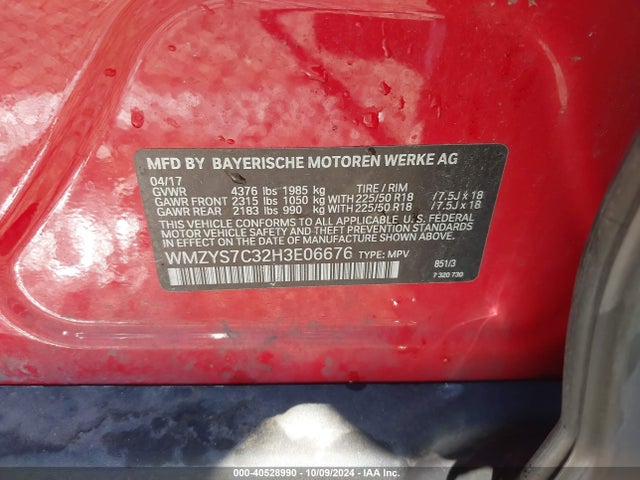 MFD BY BAYERISCHE MOTOREN WERKE AG
04/17
GVWR 4376 lbs 1985 kg TIRE / RIM
GAWR FRONT 2315 lbs 1050 kg WITH 225/50 R18 /7.5J x 18
GAWR REAR 2183 lbs 990 kg WITH 225/50 R18 /7.5J x 18
THIS VEHICLE CONFORMS TO ALL APPLICABLE U.S. FEDERAL
MOTOR VEHICLE SAFETY AND THEFT PREVENTION STANDARDS
IN EFFECT ON THE DATE OF MANUFACTURE SHOWN ABOVE.
WMZYS7C32H3E06676 TYPE: MPV 851/3
7 320 730
000-40528990 | 10/09/2024 | IAA Inc.